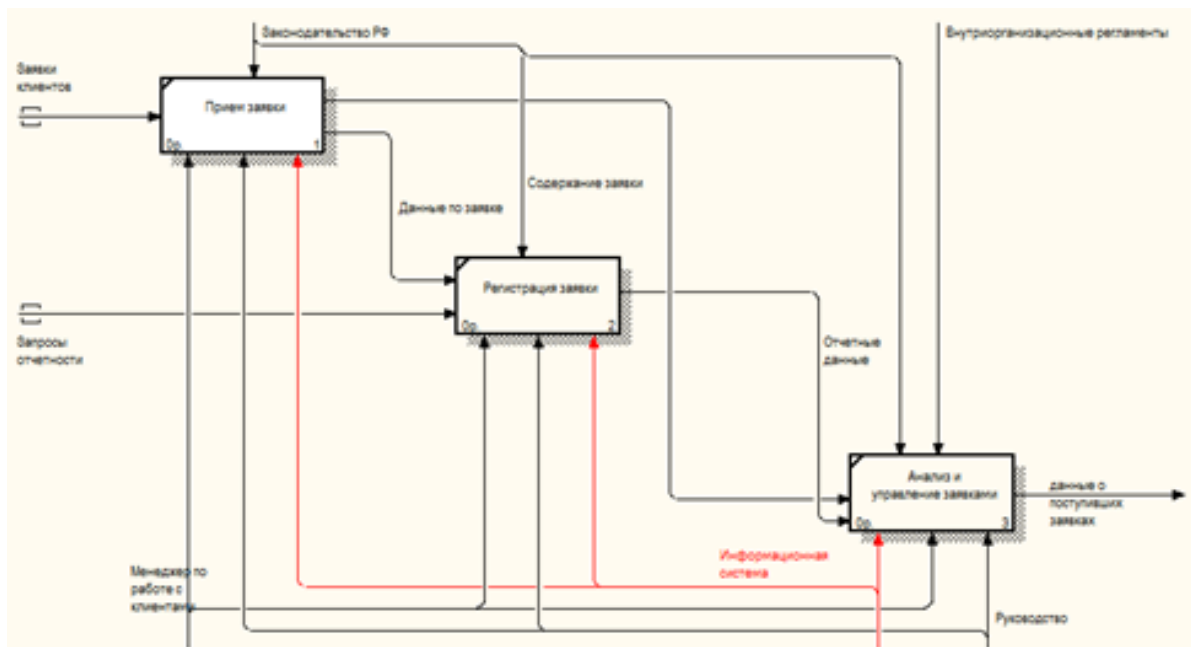 Законодательство РФ
Внутриорганизационные регламенты
Заявки
клиентов
Прием заявки
0р.
1
Содержание заявки
Данные по заявке
Регистрация заявки
0р.
2
Запросы
отчетности
Отчетные
данные
Анализ и
управление заявками
0р.
3
данные о
поступивших
заявках
Информационная
система
Менеджер по
работе с
клиентами
Руководство